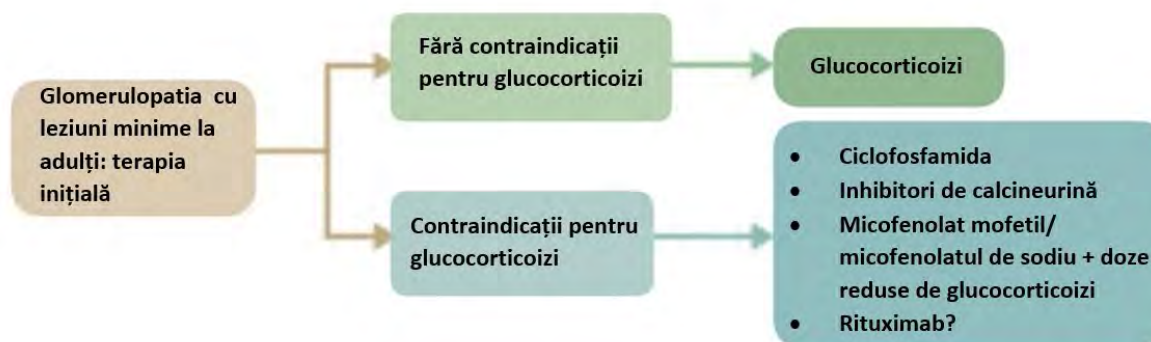 Glomerulopatia cu
leziuni minime la
adulți: terapia
inițială
Fără contraindicații
pentru glucocorticoizi
Glucocorticoizi
Contraindicații pentru
glucocorticoizi
• Ciclofosfamida
• Inhibitori de calcineurină
• Micofenolat mofetil/
micofenolatul de sodiu + doze
reduse de glucocorticoizi
• Rituximab?